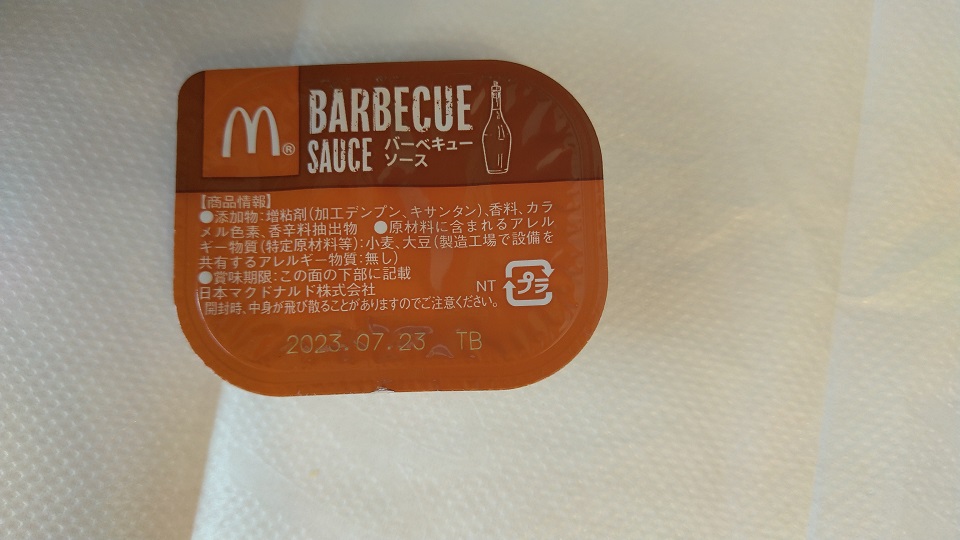 M®
BARBECUE
SAUCE
バーベキュー
ソース
【商品情報】
●添加物:増粘剤(加工デンプン、キサンタン)、香料、カラ
メル色素、香辛料抽出物 ●原材料に含まれるアレル
ギー物質(特定原材料等):小麦、大豆(製造工場で設備を
共有するアレルギー物質:無し)
●賞味期限:この面の下部に記載
日本マクドナルド株式会社
NT プラ
開封時、中身が飛び散ることがありますのでご注意ください。
2023.07.23 TB